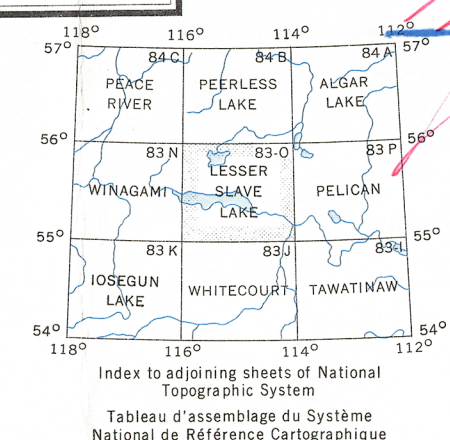 118° 116° 114° 112°
57° 57°
84 C 84 B 84 A
PEACE RIVER PEERLESS LAKE ALGAR LAKE
56° 56°
83 N 83-O 83 P
WINAGAMI LESSER SLAVE LAKE PELICAN
55° 55°
83 K 83 J 83-I
IOSEGUN LAKE WHITECOURT TAWATINAW
54° 54°
118° 116° 114° 112°
Index to adjoining sheets of National
Topographic System
Tableau d'assemblage du Système
National de Référence Cartographique